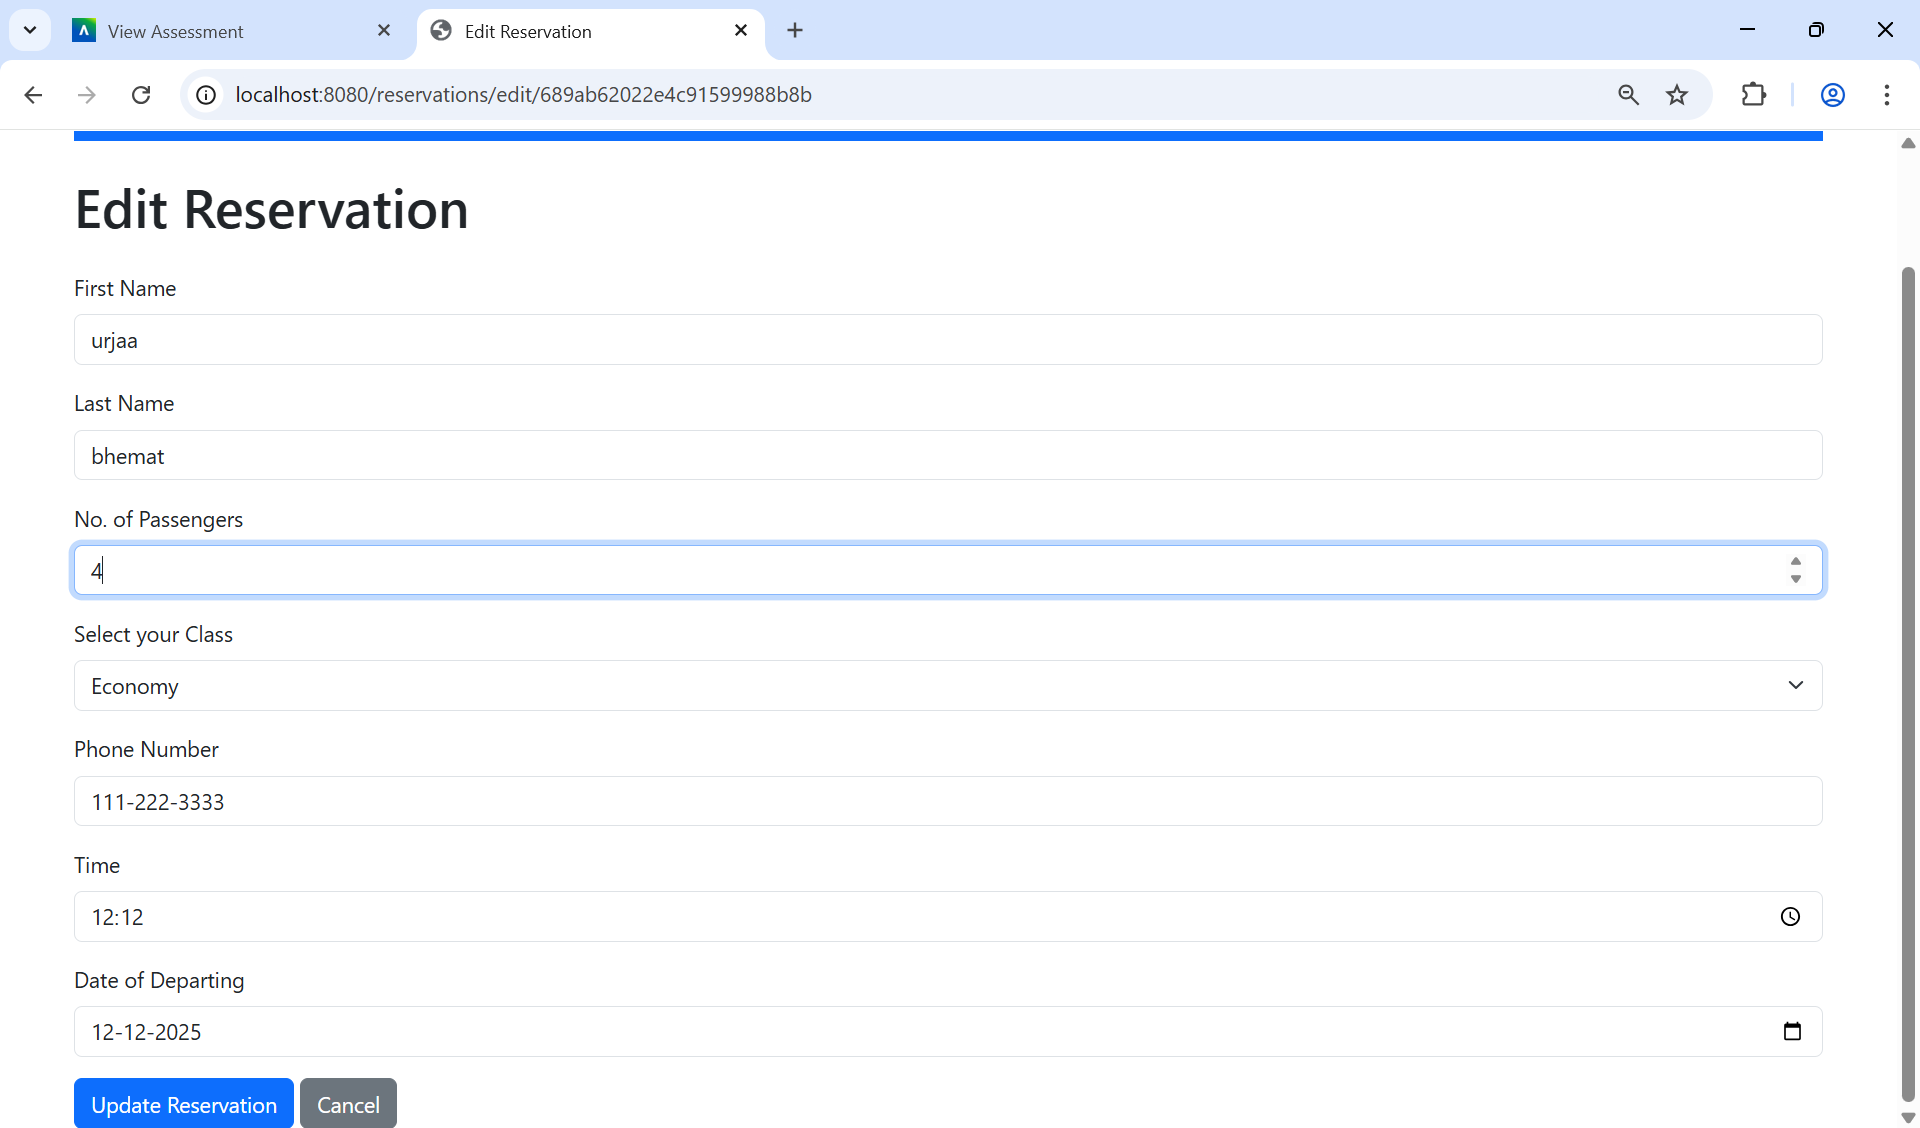 View Assessment
Edit Reservation
localhost:8080/reservations/edit/689ab62022e4c91599988b8b
Edit Reservation
First Name
urjaa
Last Name
bhemat
No. of Passengers
4
Select your Class
Economy
Phone Number
111-222-3333
Time
12:12
Date of Departing
12-12-2025
Update Reservation Cancel